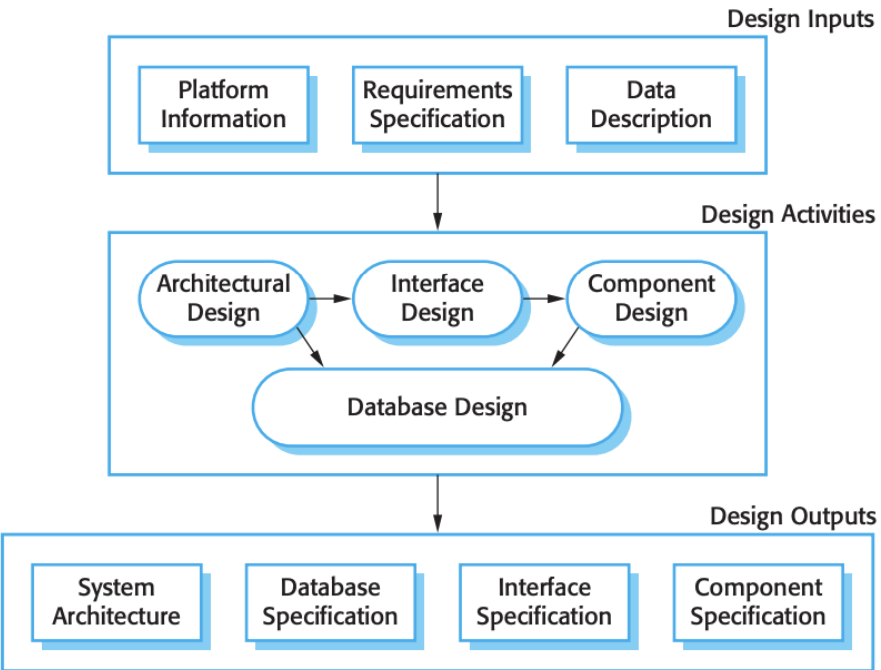 Design Inputs
Platform
Information
Requirements
Specification
Data
Description
Design Activities
Architectural
Design
Interface
Design
Component
Design
Database Design
Design Outputs
System
Architecture
Database
Specification
Interface
Specification
Component
Specification